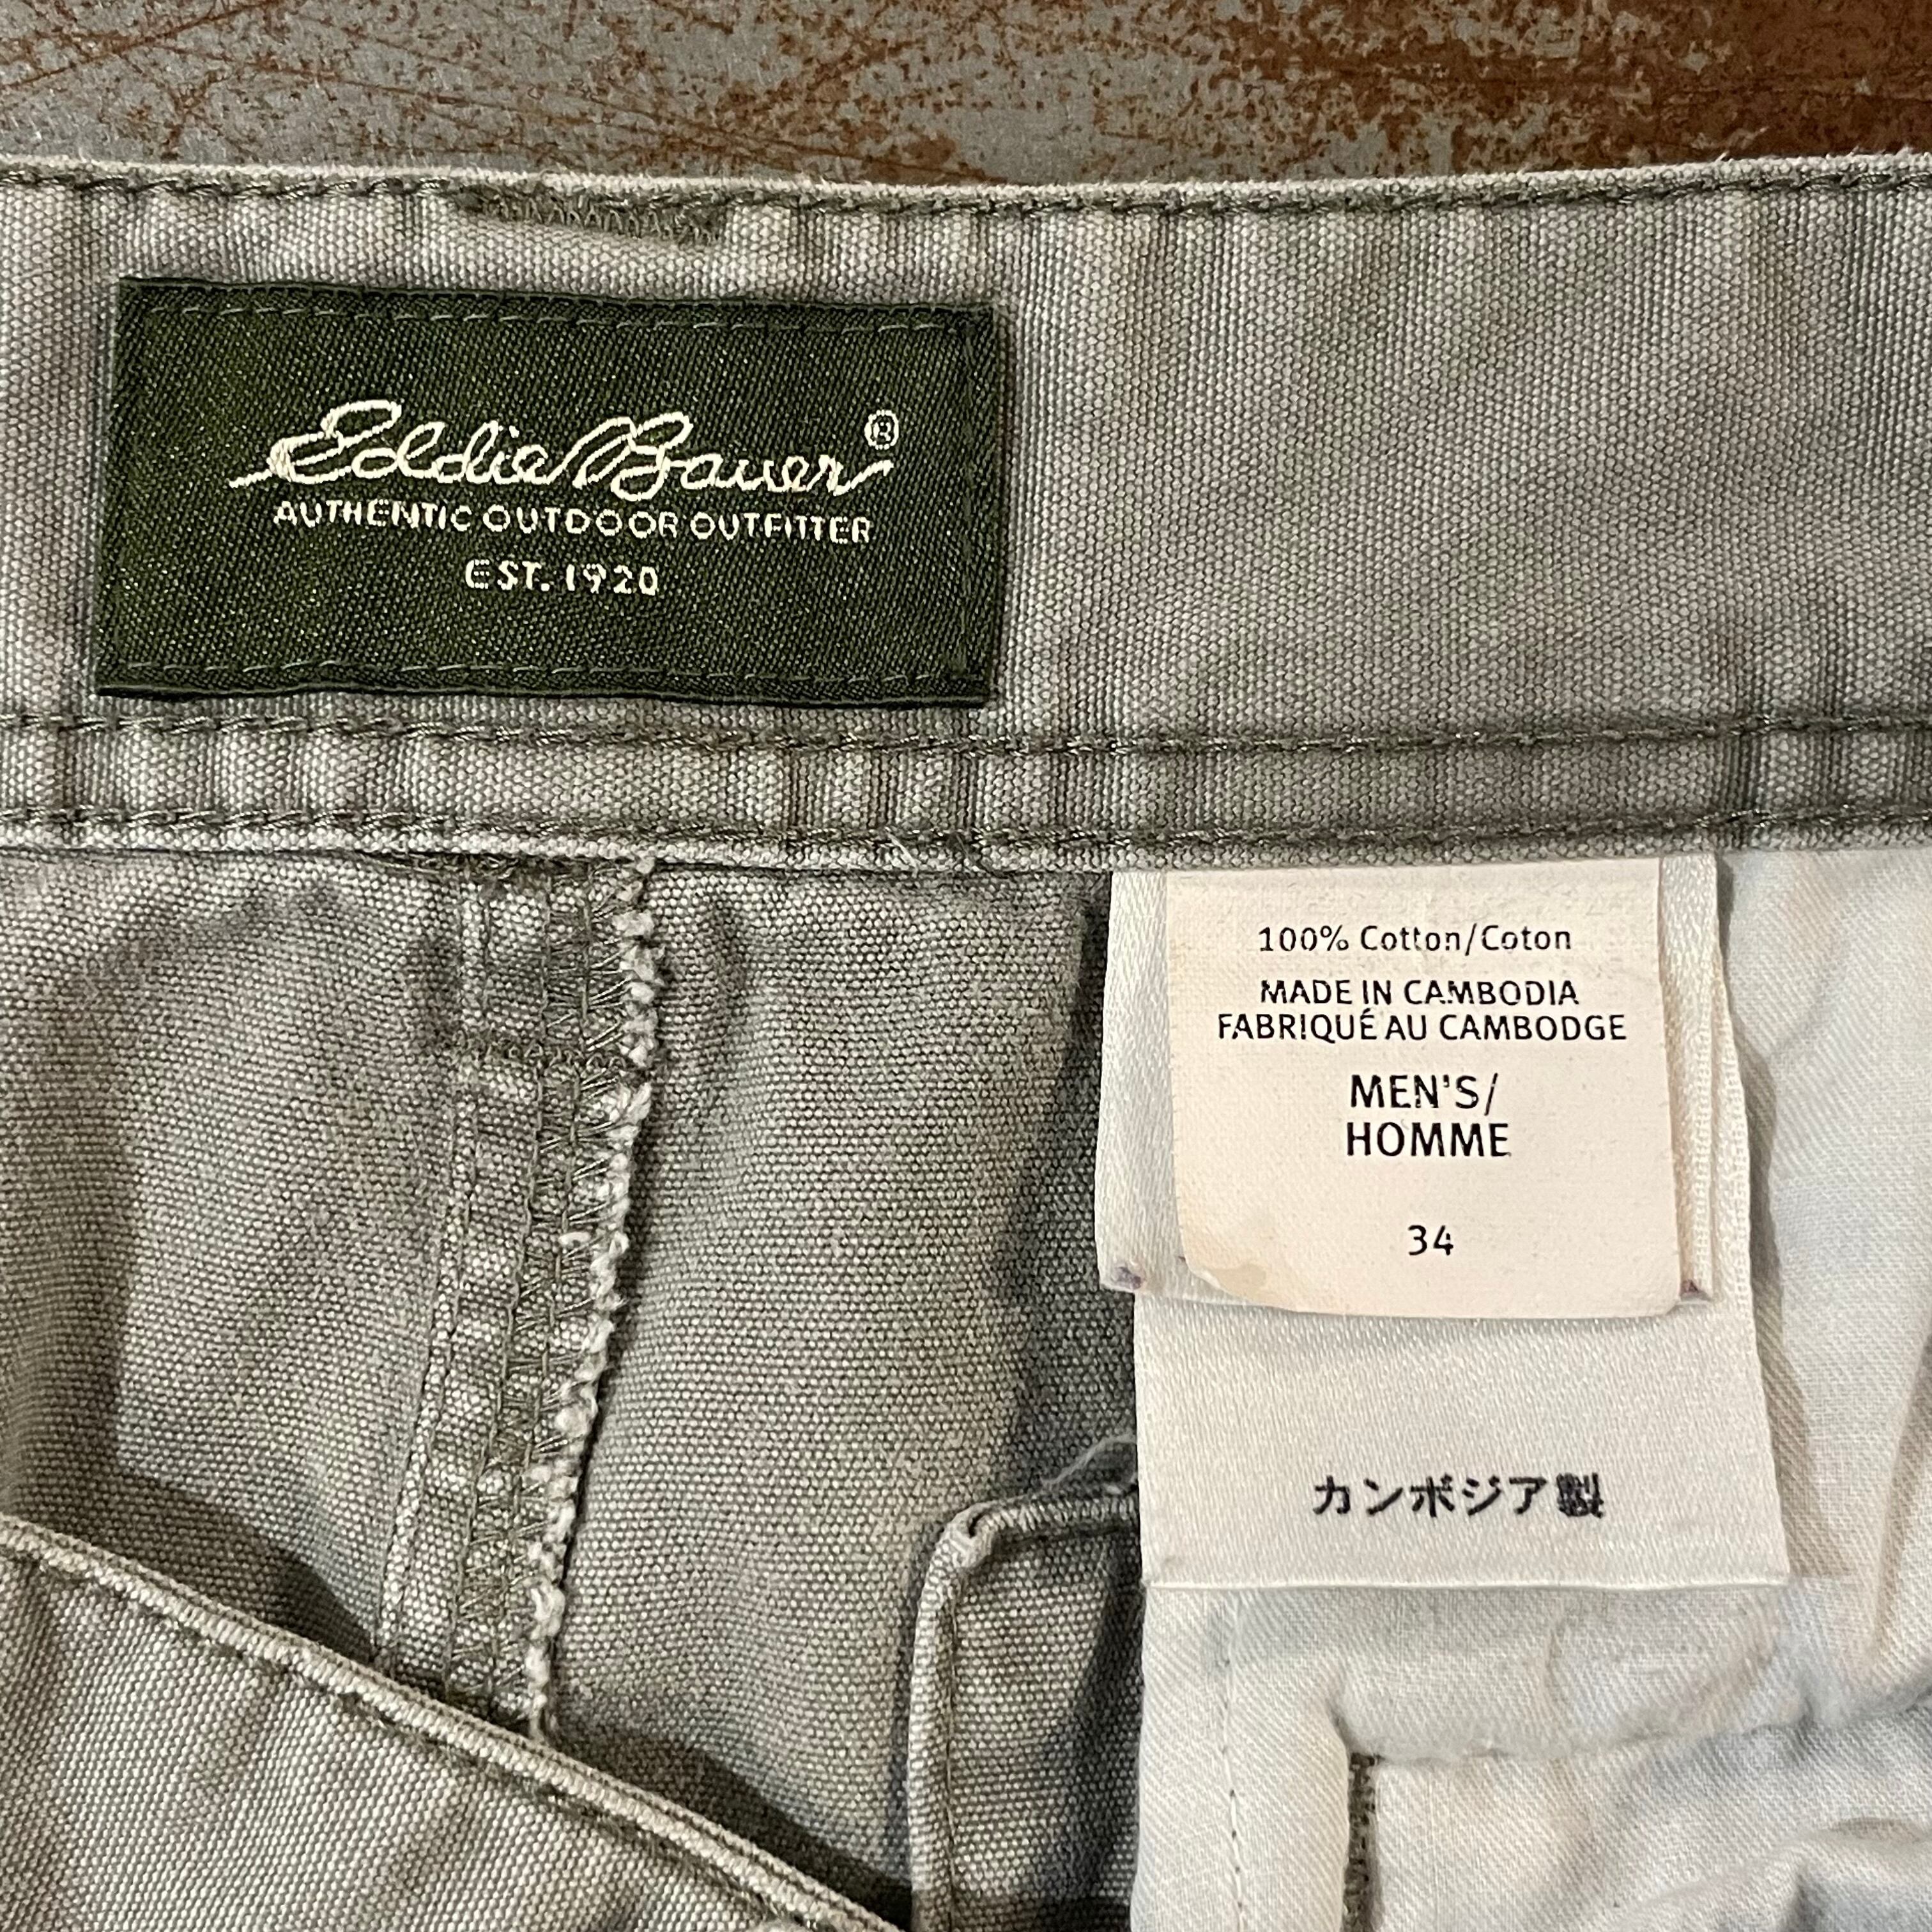 Eddie Bauer®
AUTHENTIC OUTDOOR OUTFITTER
EST. 1920
100% Cotton/Coton
MADE IN CAMBODIA
FABRIQUÉ AU CAMBODGE
MEN'S/
HOMME
34
カンボジア製